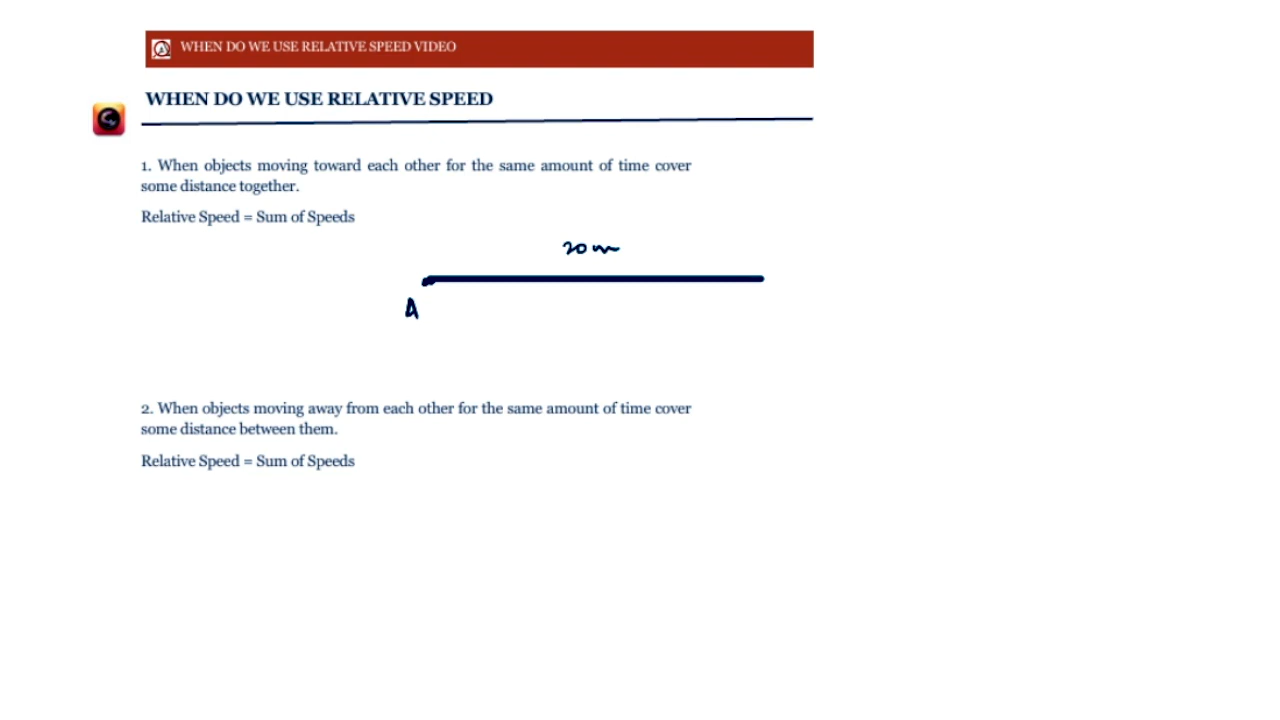 WHEN DO WE USE RELATIVE SPEED VIDEO
WHEN DO WE USE RELATIVE SPEED
1. When objects moving toward each other for the same amount of time cover
some distance together.
Relative Speed = Sum of Speeds
20 m
A
2. When objects moving away from each other for the same amount of time cover
some distance between them.
Relative Speed = Sum of Speeds